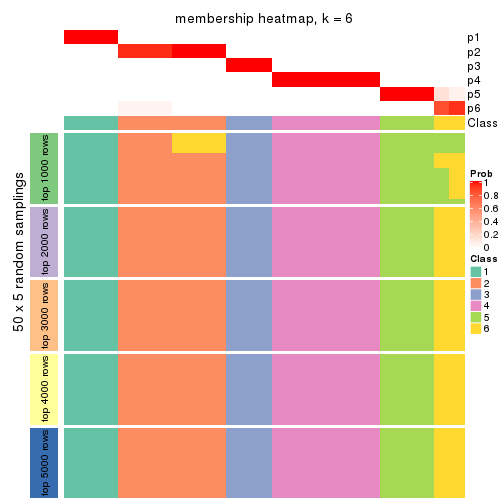 membership heatmap, k = 6
p1
p2
p3
p4
p5
p6
Class
50 x 5 random samplings
top 1000 rows
top 2000 rows
top 3000 rows
top 4000 rows
top 5000 rows
Prob
1
0.8
0.6
0.4
0.2
0
Class
1
2
3
4
5
6